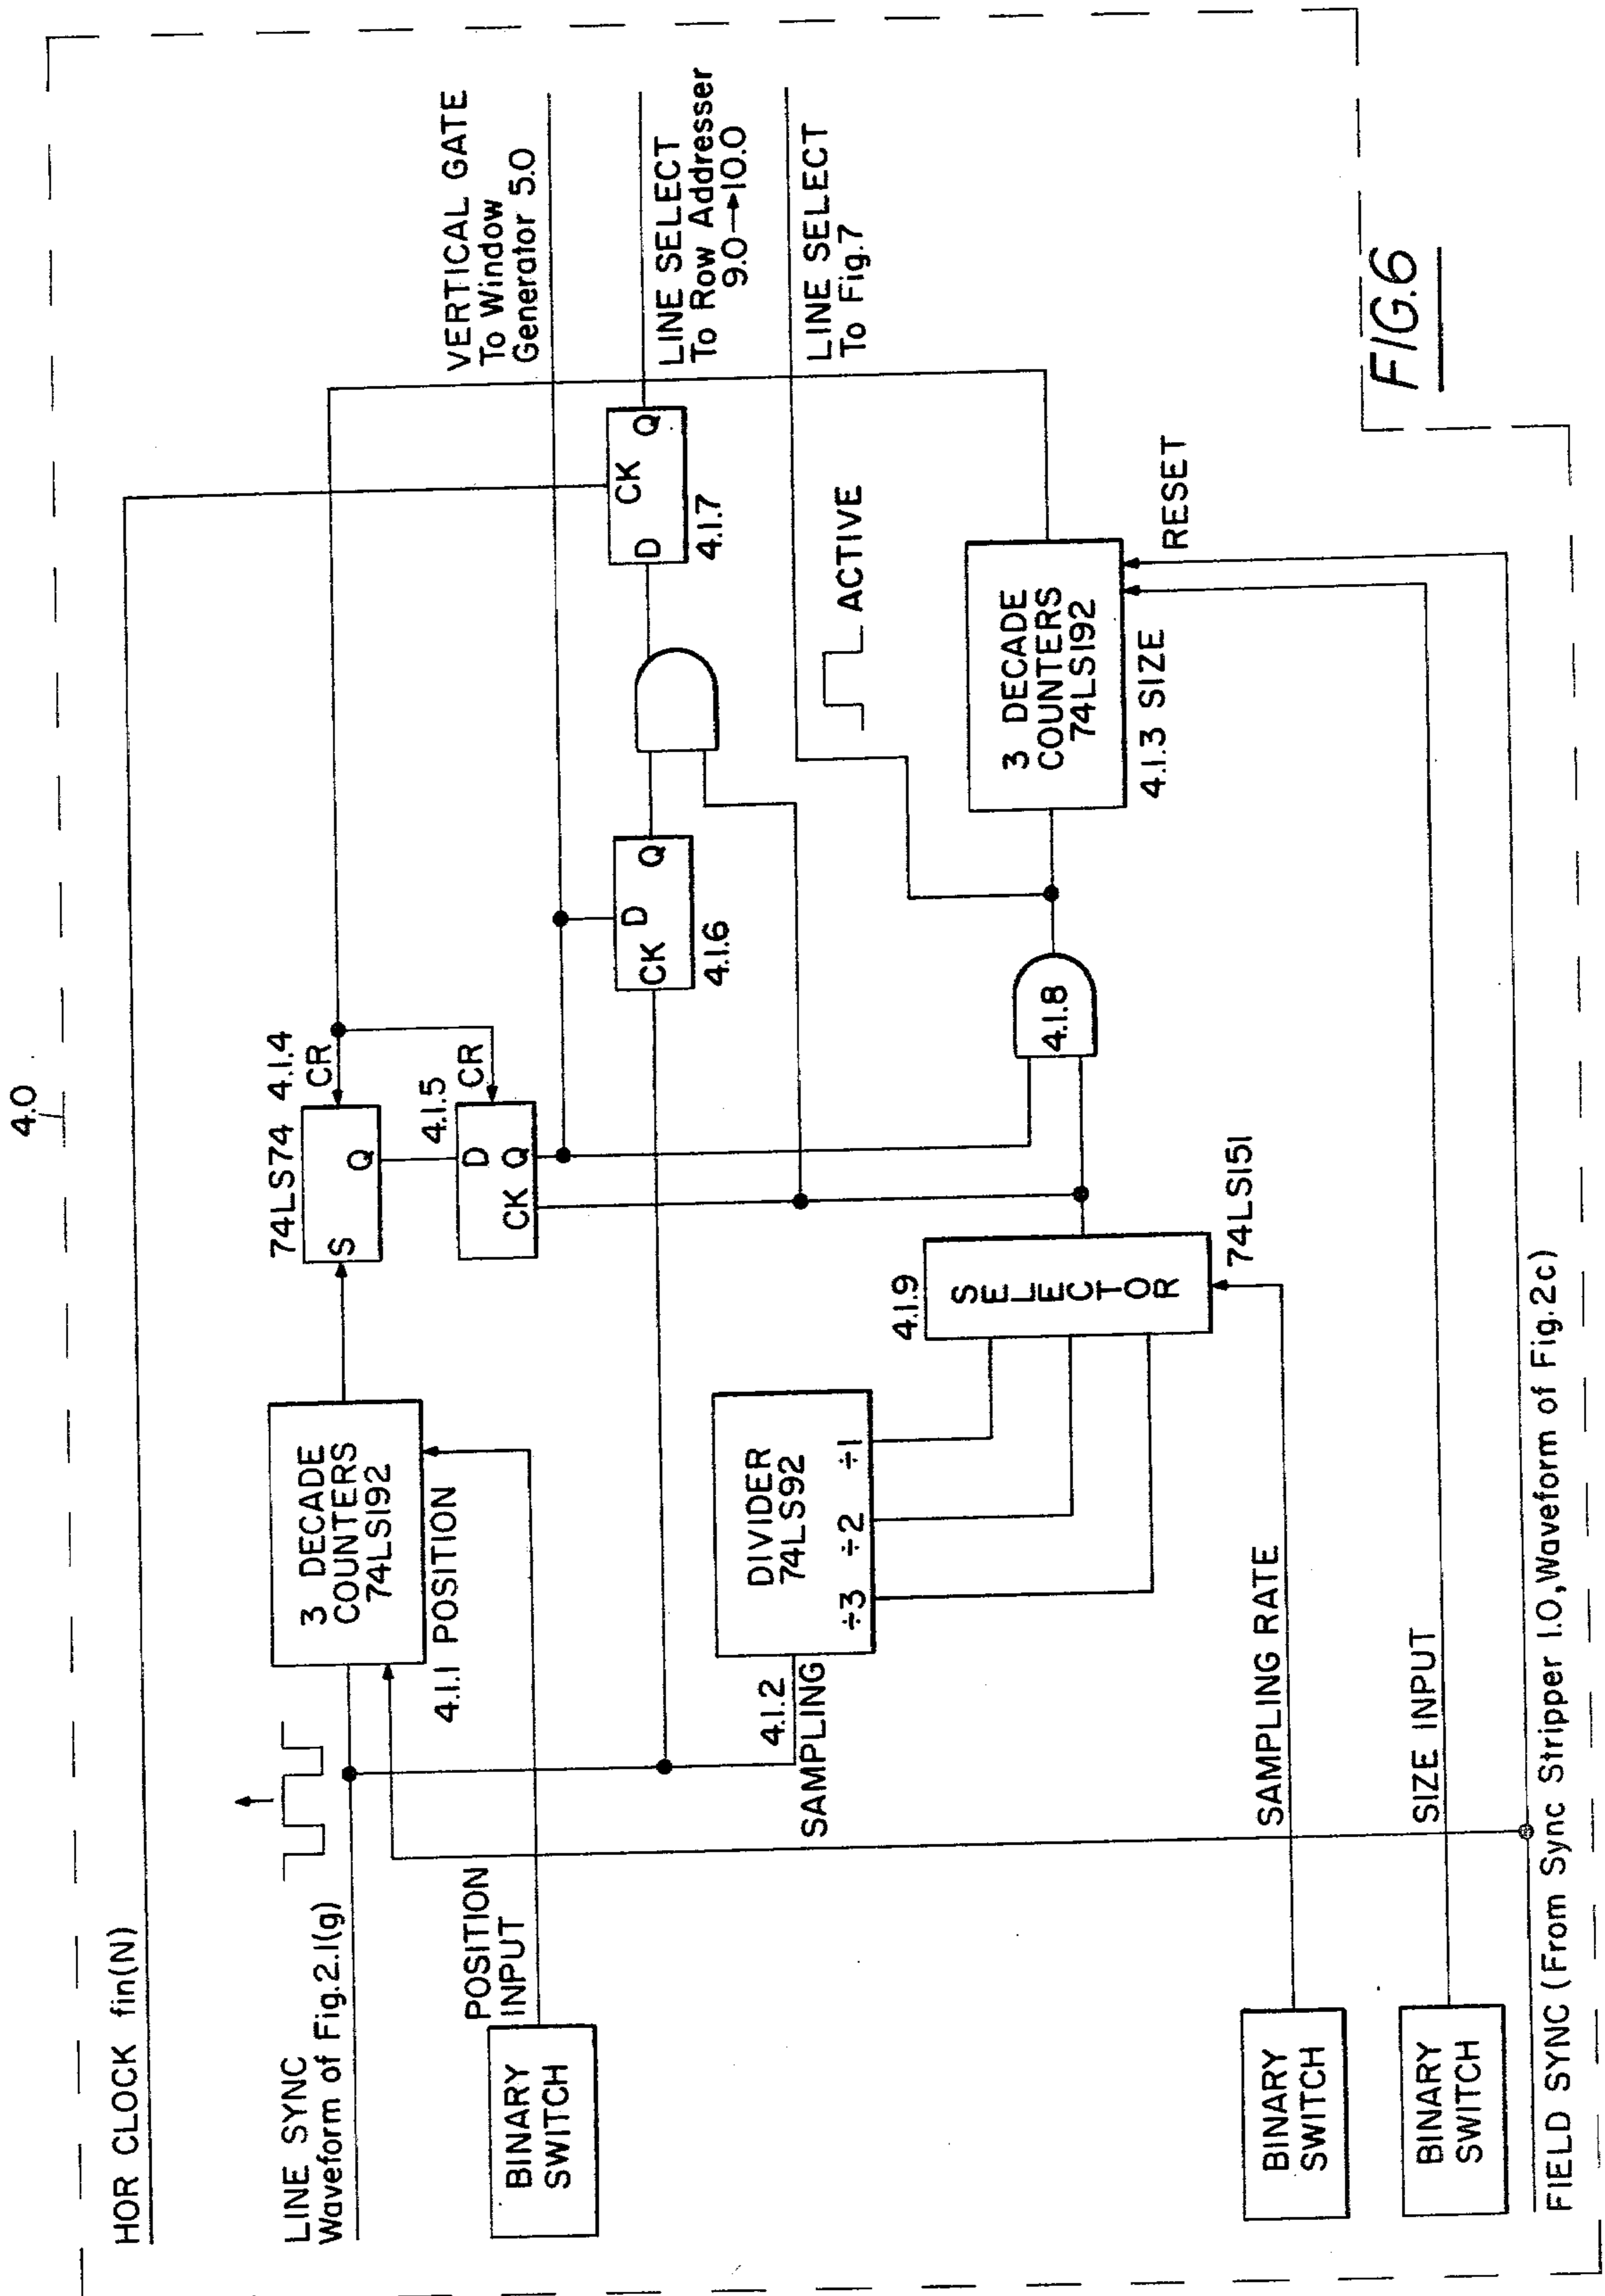 4.0
HOR CLOCK fin(N)
LINE SYNC
Waveform of Fig.2.1(g)
3 DECADE
COUNTERS
74LS192
4.1.1 POSITION
POSITION
INPUT
BINARY
SWITCH
74LS74 4.1.4
S
Q
CR
4.1.5
CR
D
CK Q
VERTICAL GATE
To Window
Generator 5.0
CK D Q
4.1.6
D CK Q
4.1.7
LINE SELECT
To Row Addresser
9.0→10.0
LINE SELECT
To Fig.7
ACTIVE
4.1.2
SAMPLING
DIVIDER
74LS92
÷3 ÷2 ÷1
4.1.9
SELECTOR
74LS151
4.1.8
3 DECADE
COUNTERS
74LS192
4.1.3 SIZE
RESET
BINARY
SWITCH
SAMPLING RATE
BINARY
SWITCH
SIZE INPUT
FIELD SYNC (From Sync Stripper 1.0, Waveform of Fig.2c)
FIG.6